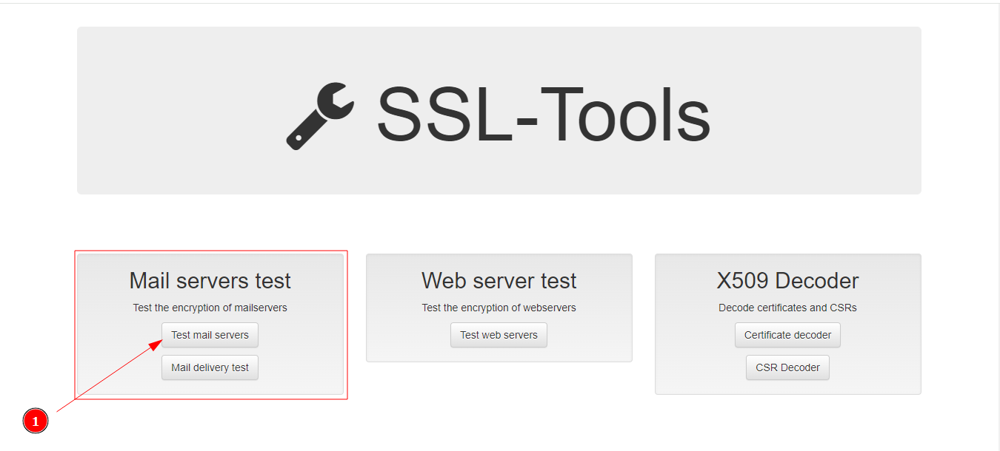 SSL-Tools
Mail servers test
Test the encryption of mailservers
Test mail servers
Mail delivery test
Web server test
Test the encryption of webservers
Test web servers
X509 Decoder
Decode certificates and CSRs
Certificate decoder
CSR Decoder
1